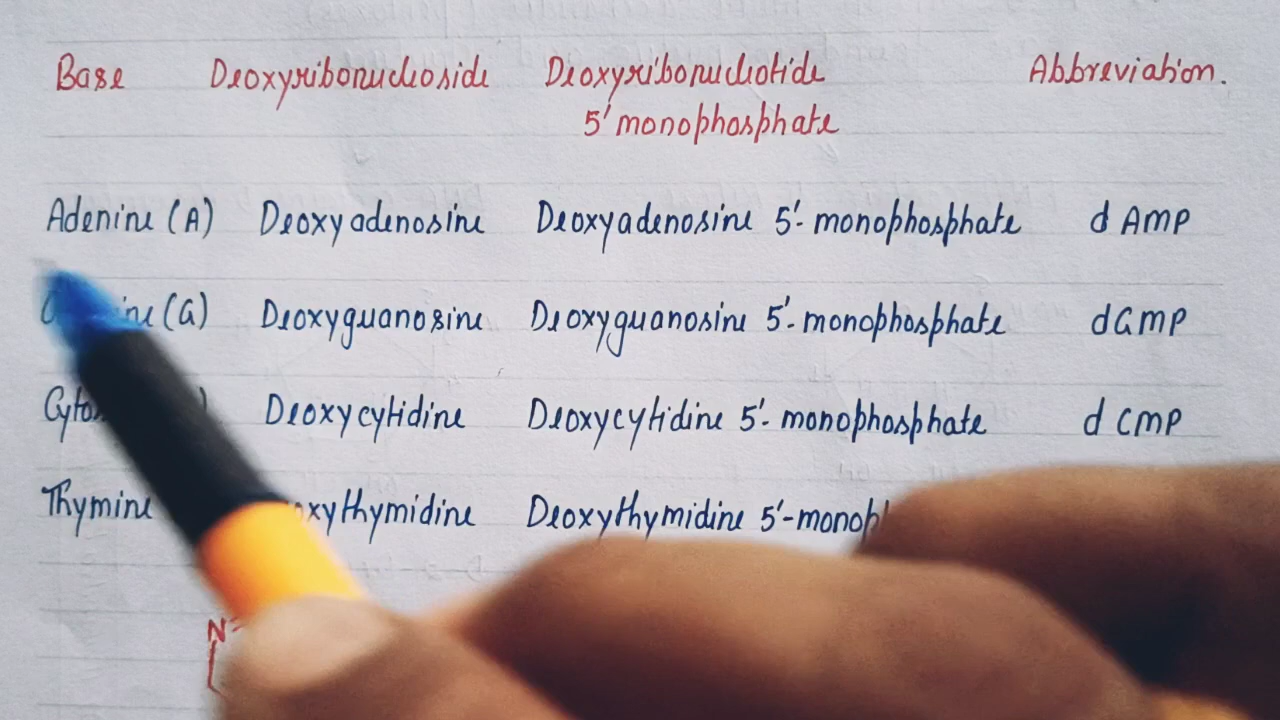 Base Deoxyribonucleoside Deoxyribonucleotide Abbreviation.
5' monophosphate
Adenine (A) Deoxyadenosine Deoxyadenosine 5'- monophosphate dAMP
(G) Deoxyguanosine Deoxyguanosine 5'- monophosphate dGMP
Deoxycytidine Deoxycytidine 5'- monophosphate dCMP
Thymine Deoxythymidine 5'-monop
N